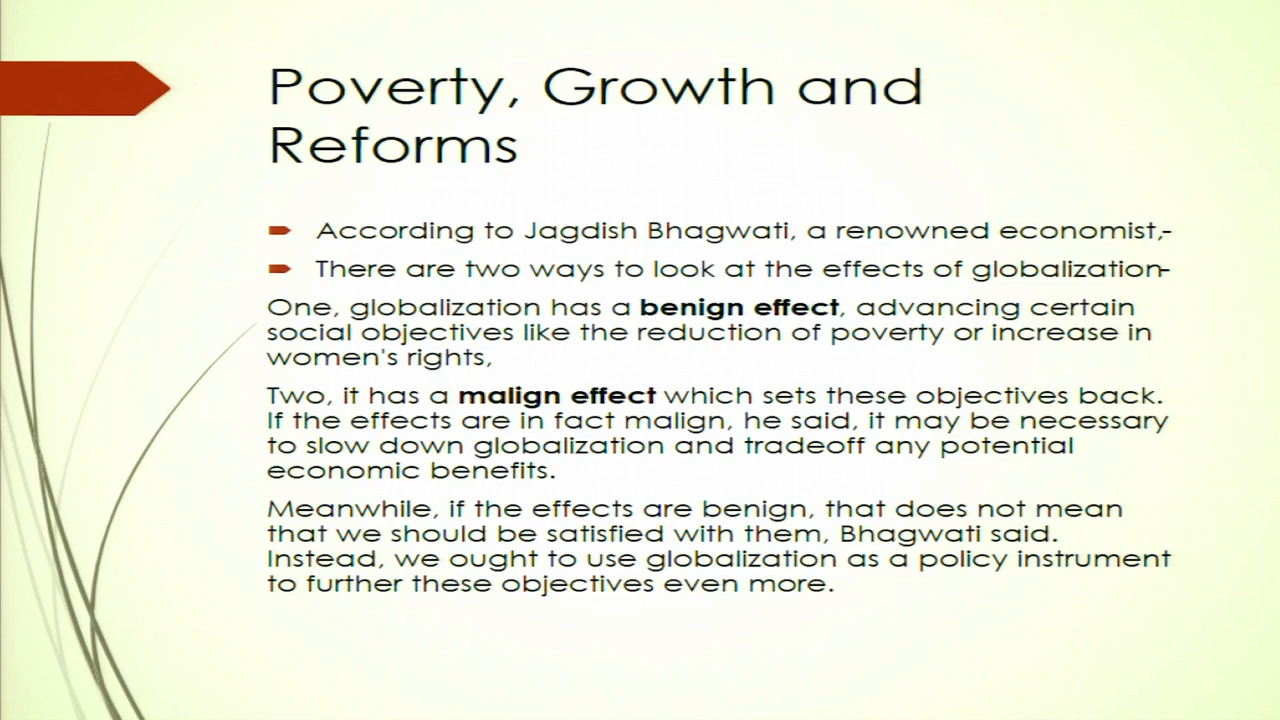 Poverty, Growth and
Reforms
According to Jagdish Bhagwati, a renowned economist,-
There are two ways to look at the effects of globalization-
One, globalization has a benign effect, advancing certain
social objectives like the reduction of poverty or increase in
women's rights,
Two, it has a malign effect which sets these objectives back.
If the effects are in fact malign, he said, it may be necessary
to slow down globalization and tradeoff any potential
economic benefits.
Meanwhile, if the effects are benign, that does not mean
that we should be satisfied with them, Bhagwati said.
Instead, we ought to use globalization as a policy instrument
to further these objectives even more.